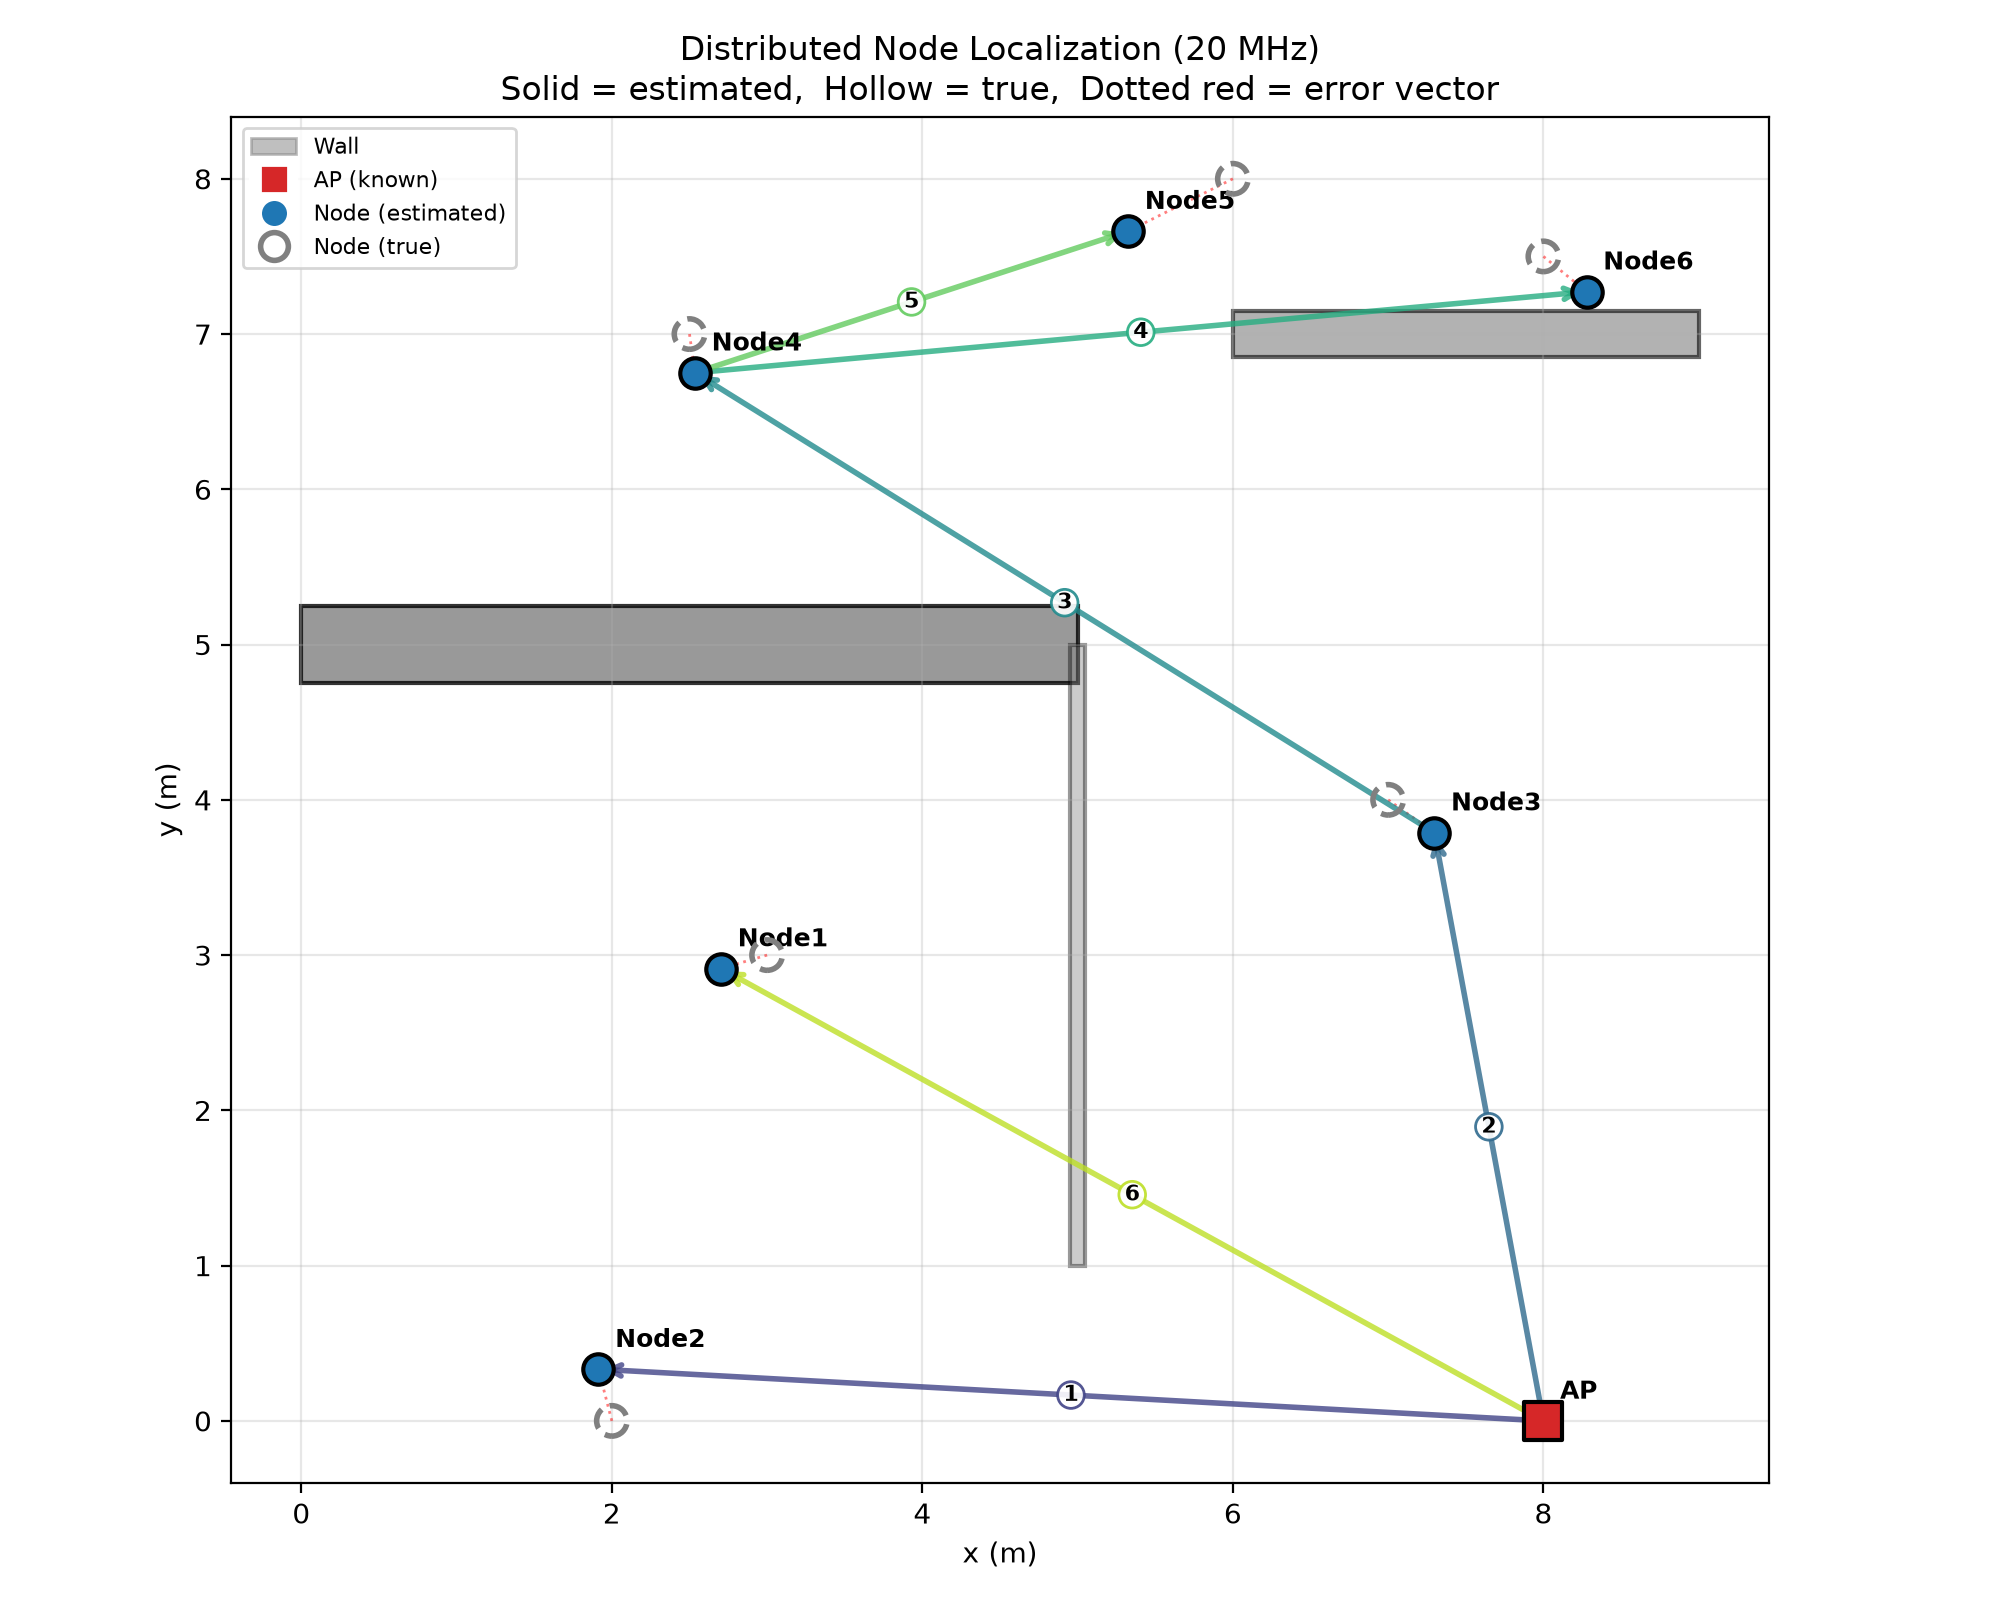 Distributed Node Localization (20 MHz)
Solid = estimated,  Hollow = true,  Dotted red = error vector
Wall
AP (known)
Node (estimated)
Node (true)
8
7
6
5
4
3
2
1
0
y (m)
Node5
Node6
5
4
Node4
3
Node3
Node1
2
6
Node2
1
AP
0
2
4
6
8
x (m)